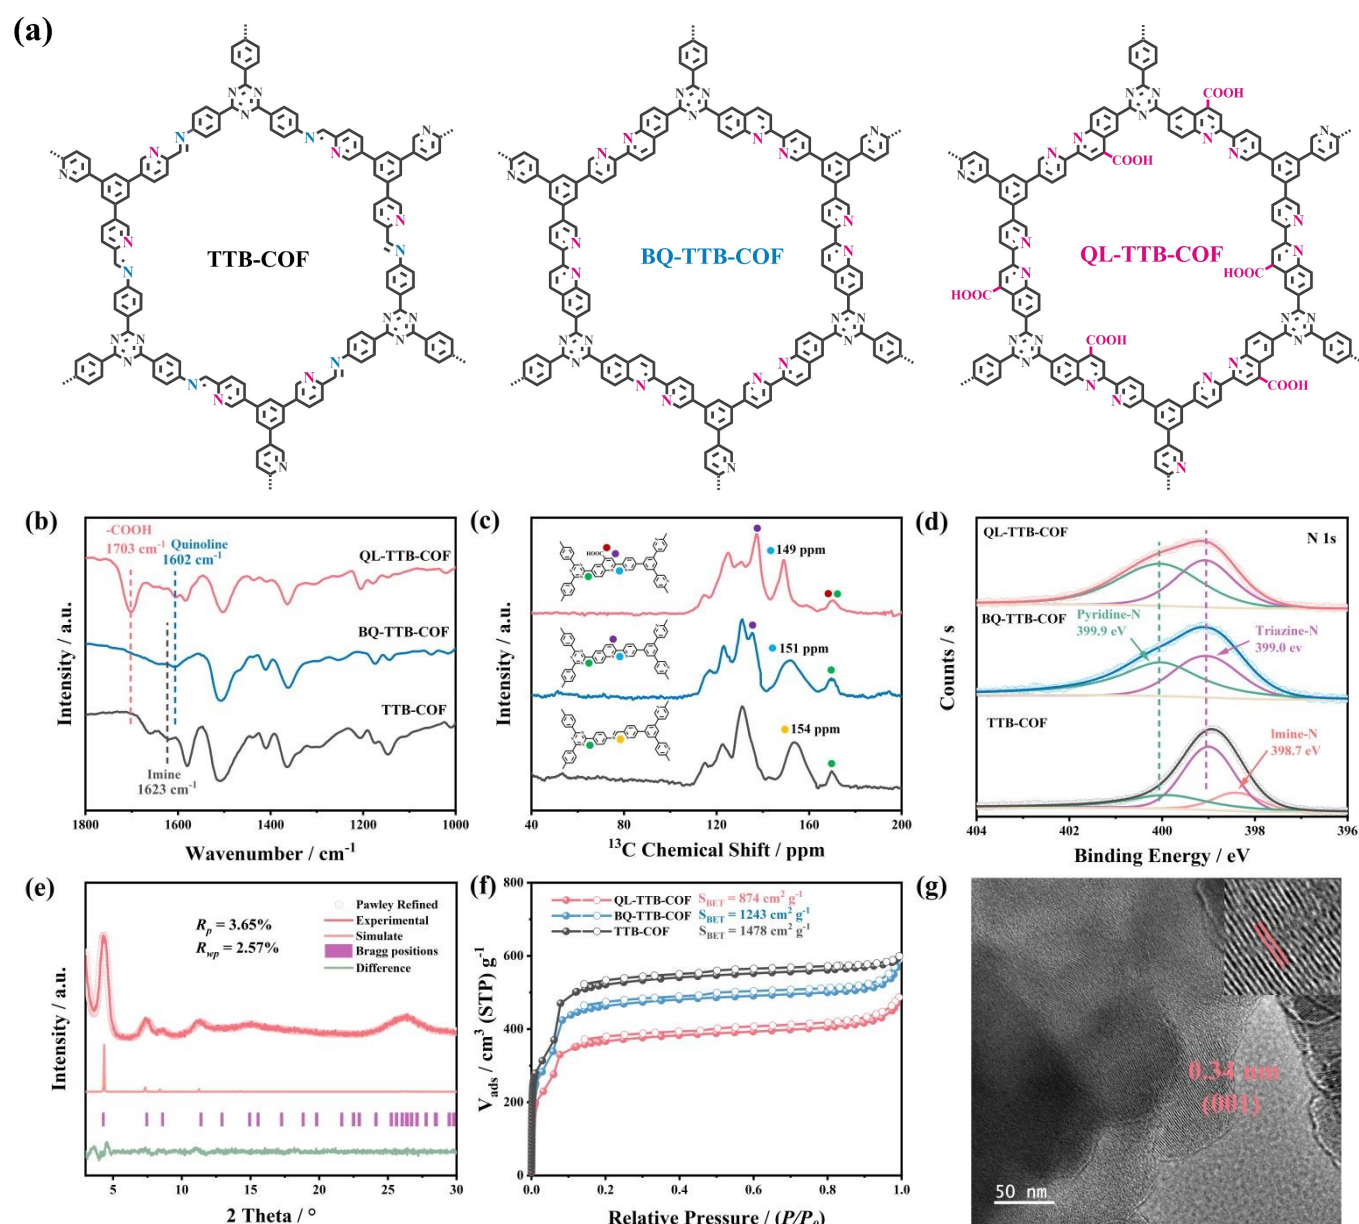 (a)
TTB-COF
BQ-TTB-COF
QL-TTB-COF
COOH
COOH
HOOC
HOOC
COOH
COOH
(b)
-COOH
1703 cm⁻¹
Quinoline
1602 cm⁻¹
QL-TTB-COF
BQ-TTB-COF
TTB-COF
Imine
1623 cm⁻¹
Intensity / a.u.
1800 1600 1400 1200 1000
Wavenumber / cm⁻¹
(c)
HOOC
149 ppm
151 ppm
154 ppm
Intensity / a.u.
40 80 120 160 200
¹³C Chemical Shift / ppm
(d)
QL-TTB-COF
N 1s
BQ-TTB-COF
Pyridine-N
399.9 eV
Triazine-N
399.0 ev
TTB-COF
Imine-N
398.7 eV
Counts / s
404 402 400 398 396
Binding Energy / eV
(e)
Rp = 3.65%
Rwp = 2.57%
Pawley Refined
Experimental
Simulate
Bragg positions
Difference
Intensity / a.u.
5 10 15 20 25 30
2 Theta / °
(f)
QL-TTB-COF SBET = 874 cm² g⁻¹
BQ-TTB-COF SBET = 1243 cm² g⁻¹
TTB-COF SBET = 1478 cm² g⁻¹
800
600
400
200
0
Vads / cm³ (STP) g⁻¹
0.0 0.2 0.4 0.6 0.8 1.0
Relative Pressure / (P/P₀)
(g)
0.34 nm
(001)
50 nm